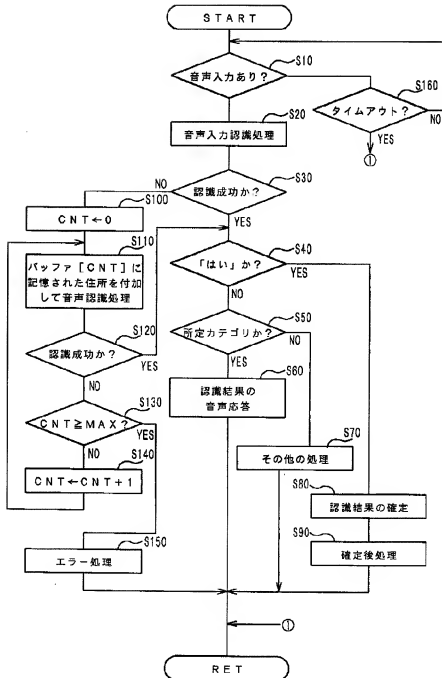 START
S10
音声入力あり?
S160
タイムアウト?
NO
YES
①
S20
音声入力認識処理
S30
認識成功か?
NO
YES
S100
CNT←0
S110
バッファ[CNT]に
記憶された住所を付加
して音声認識処理
S40
「はい」か?
YES
NO
S120
認識成功か?
YES
NO
S50
所定カテゴリか?
NO
YES
S60
認識結果の
音声応答
S130
CNT≧MAX?
YES
NO
S70
その他の処理
S140
CNT←CNT+1
S80
認識結果の確定
S90
確定後処理
S150
エラー処理
①
RET